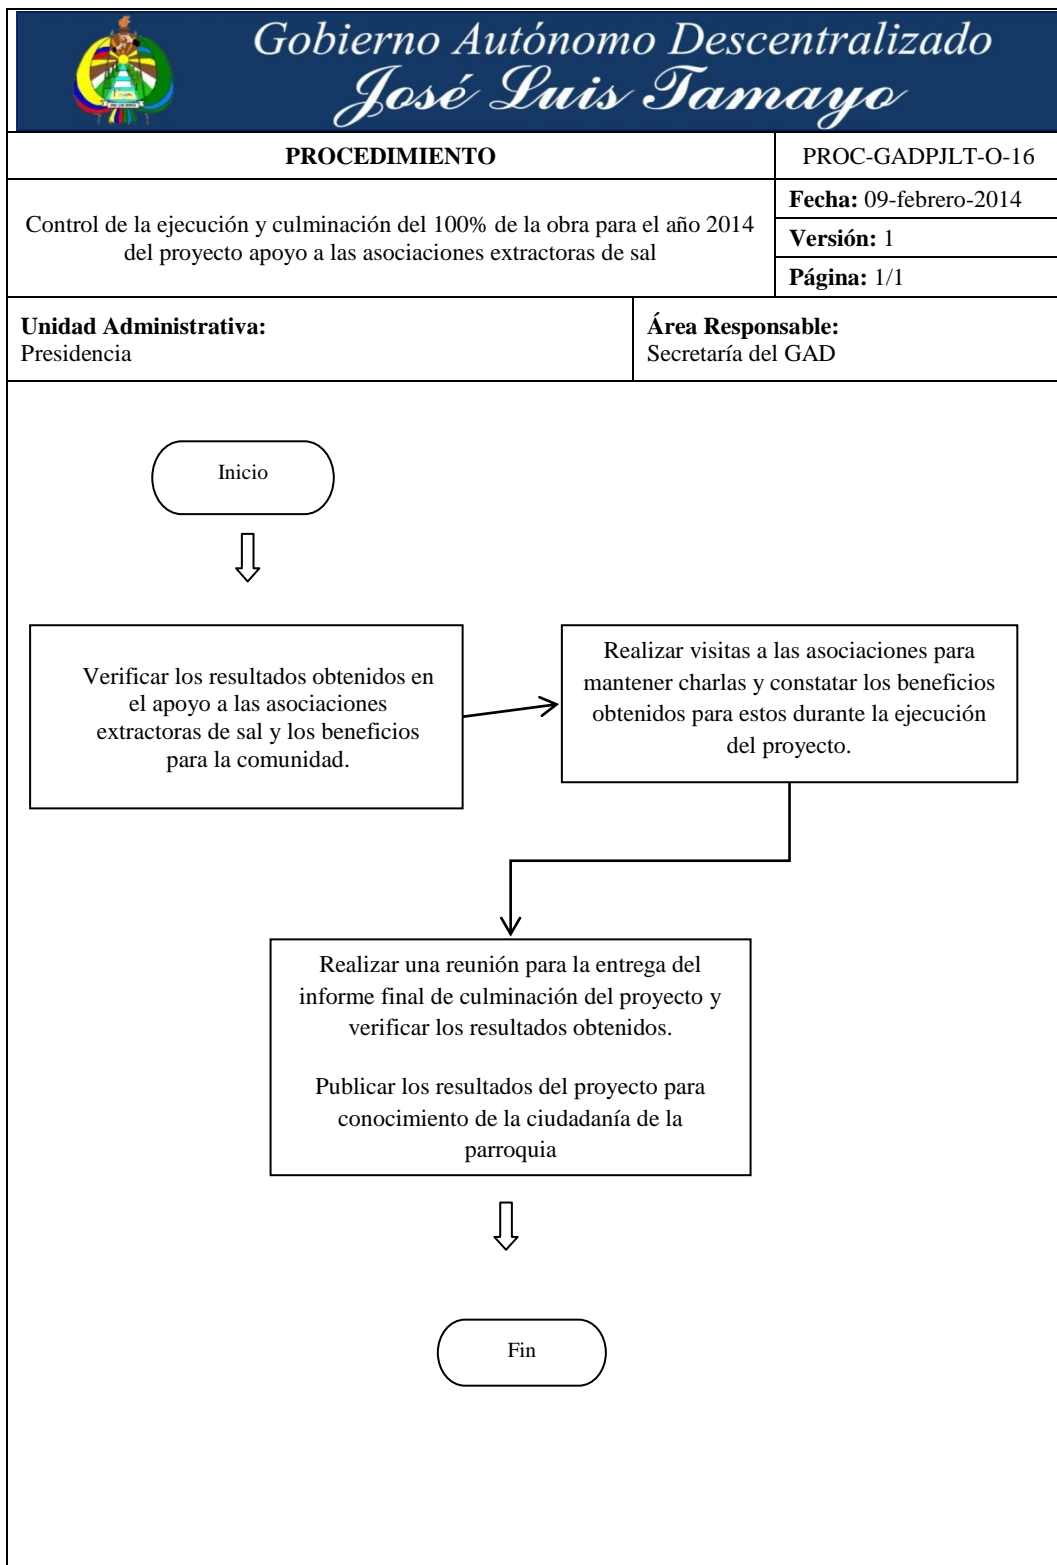 Gobierno Autónomo Descentralizado
José Luis Tamayo
PROCEDIMIENTO
PROC-GADPJLT-O-16
Control de la ejecución y culminación del 100% de la obra para el año 2014
del proyecto apoyo a las asociaciones extractoras de sal
Fecha: 09-febrero-2014
Versión: 1
Página: 1/1
Unidad Administrativa:
Presidencia
Área Responsable:
Secretaría del GAD
Inicio
Verificar los resultados obtenidos en
el apoyo a las asociaciones
extractoras de sal y los beneficios
para la comunidad.
Realizar visitas a las asociaciones para
mantener charlas y constatar los beneficios
obtenidos para estos durante la ejecución
del proyecto.
Realizar una reunión para la entrega del
informe final de culminación del proyecto y
verificar los resultados obtenidos.
Publicar los resultados del proyecto para
conocimiento de la ciudadanía de la
parroquia
Fin